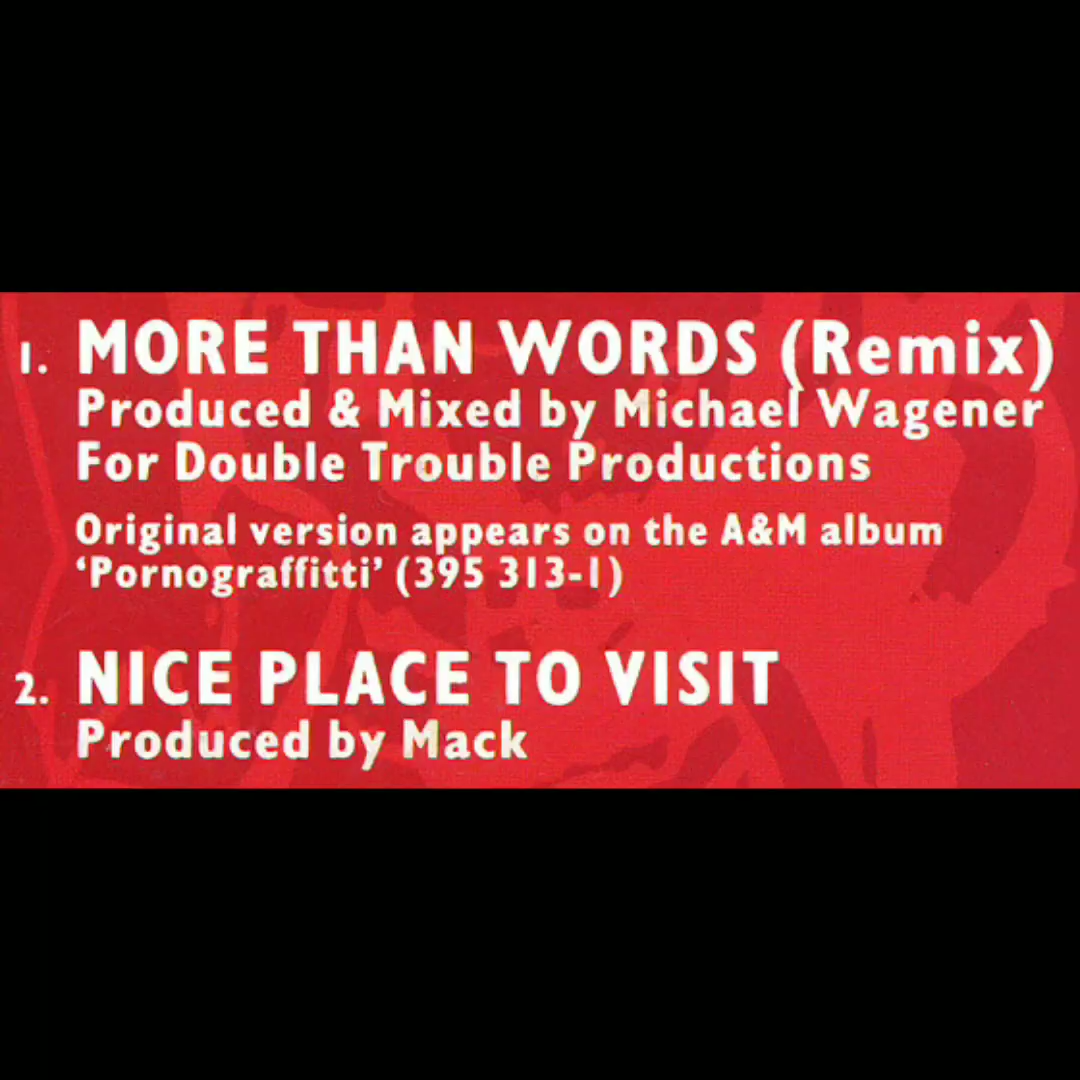 1. MORE THAN WORDS (Remix)
Produced & Mixed by Michael Wagener
For Double Trouble Productions
Original version appears on the A&M album
‘Pornograffitti’ (395 313-1)
2. NICE PLACE TO VISIT
Produced by Mack